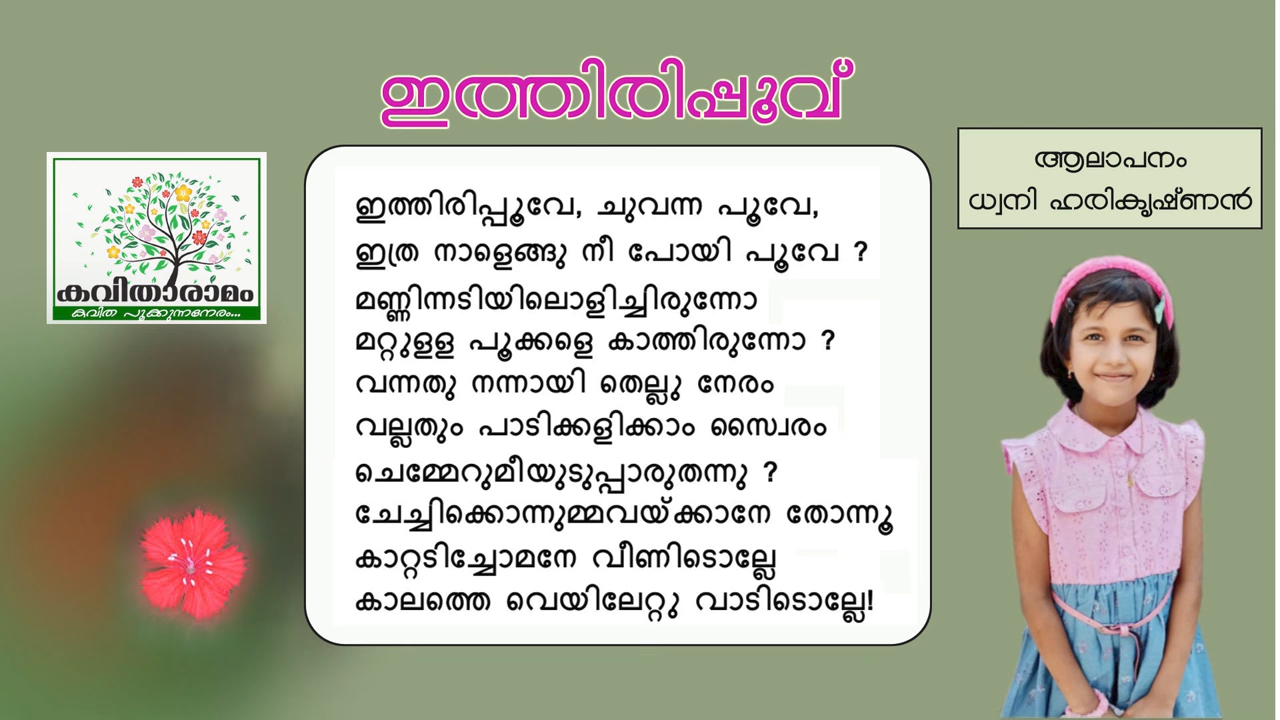 ഇത്തിരിപ്പൂവ്
കവിതാരാമം
കവിത പൂക്കുന്നനേരം...
ഇത്തിരിപ്പൂവേ, ചുവന്ന പൂവേ,
ഇത്ര നാളെങ്ങു നീ പോയി പൂവേ ?
മണ്ണിന്നടിയിലൊളിച്ചിരുന്നോ
മറ്റുളള പൂക്കളെ കാത്തിരുന്നോ ?
വന്നതു നന്നായി തെല്ലു നേരം
വല്ലതും പാടിക്കളിക്കാം സ്വൈരം
ചെമ്മേറുമീയുടുപ്പാരുതന്നു ?
ചേച്ചിക്കൊന്നുമ്മവയ്ക്കാനേ തോന്നൂ
കാറ്റടിച്ചോമനേ വീണിടൊല്ലേ
കാലത്തെ വെയിലേറ്റു വാടിടൊല്ലേ!
ആലാപനം
ധ്വനി ഹരികൃഷ്ണൻ